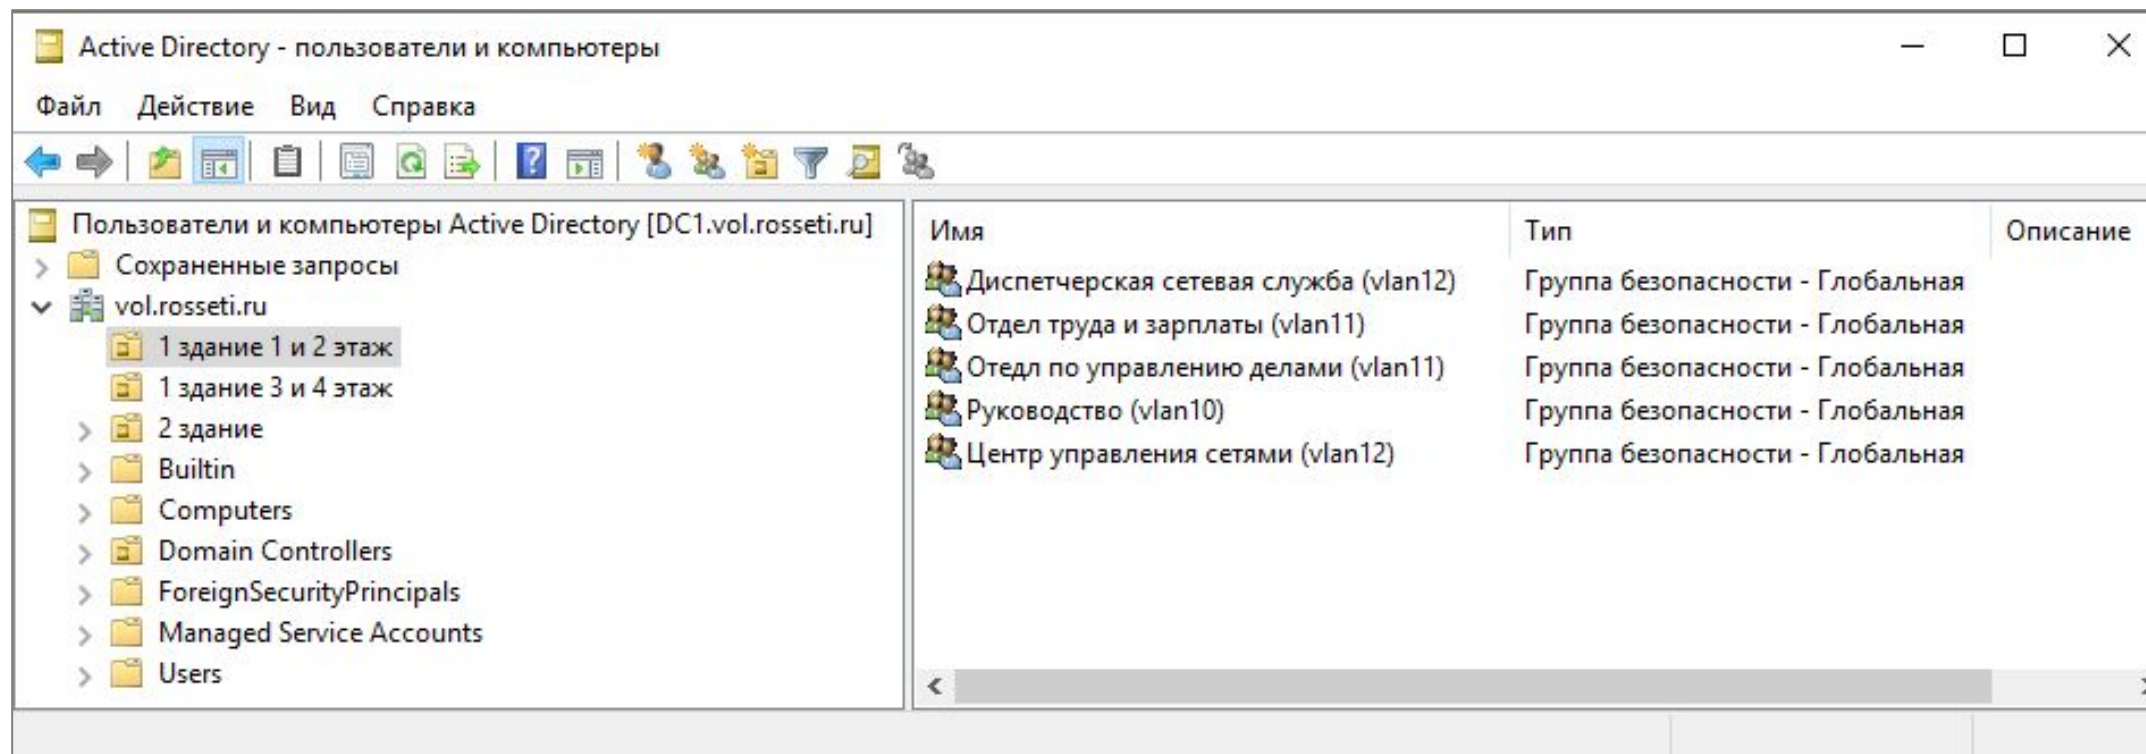 Active Directory - пользователи и компьютеры
Файл Действие Вид Справка
Пользователи и компьютеры Active Directory [DC1.vol.rosseti.ru]
Сохраненные запросы
vol.rosseti.ru
1 здание 1 и 2 этаж
1 здание 3 и 4 этаж
2 здание
Builtin
Computers
Domain Controllers
ForeignSecurityPrincipals
Managed Service Accounts
Users
Имя Тип Описание
Диспетчерская сетевая служба (vlan12) Группа безопасности - Глобальная
Отдел труда и зарплаты (vlan11) Группа безопасности - Глобальная
Отедл по управлению делами (vlan11) Группа безопасности - Глобальная
Руководство (vlan10) Группа безопасности - Глобальная
Центр управления сетями (vlan12) Группа безопасности - Глобальная